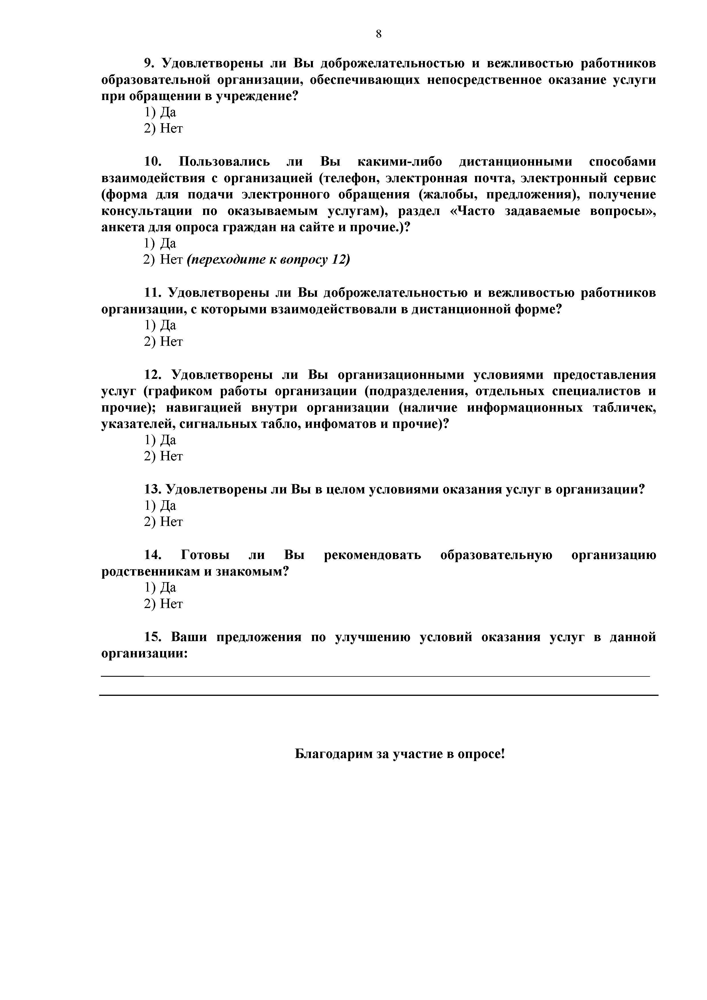 8
9. Удовлетворены ли Вы доброжелательностью и вежливостью работников
образовательной организации, обеспечивающих непосредственное оказание услуги
при обращении в учреждение?
1) Да
2) Нет
10. Пользовались ли Вы какими-либо дистанционными способами
взаимодействия с организацией (телефон, электронная почта, электронный сервис
(форма для подачи электронного обращения (жалобы, предложения), получение
консультации по оказываемым услугам), раздел «Часто задаваемые вопросы»,
анкета для опроса граждан на сайте и прочие.)?
1) Да
2) Нет (переходите к вопросу 12)
11. Удовлетворены ли Вы доброжелательностью и вежливостью работников
организации, с которыми взаимодействовали в дистанционной форме?
1) Да
2) Нет
12. Удовлетворены ли Вы организационными условиями предоставления
услуг (графиком работы организации (подразделения, отдельных специалистов и
прочие); навигацией внутри организации (наличие информационных табличек,
указателей, сигнальных табло, инфоматов и прочие)?
1) Да
2) Нет
13. Удовлетворены ли Вы в целом условиями оказания услуг в организации?
1) Да
2) Нет
14. Готовы ли Вы рекомендовать образовательную организацию
родственникам и знакомым?
1) Да
2) Нет
15. Ваши предложения по улучшению условий оказания услуг в данной
организации:
Благодарим за участие в опросе!